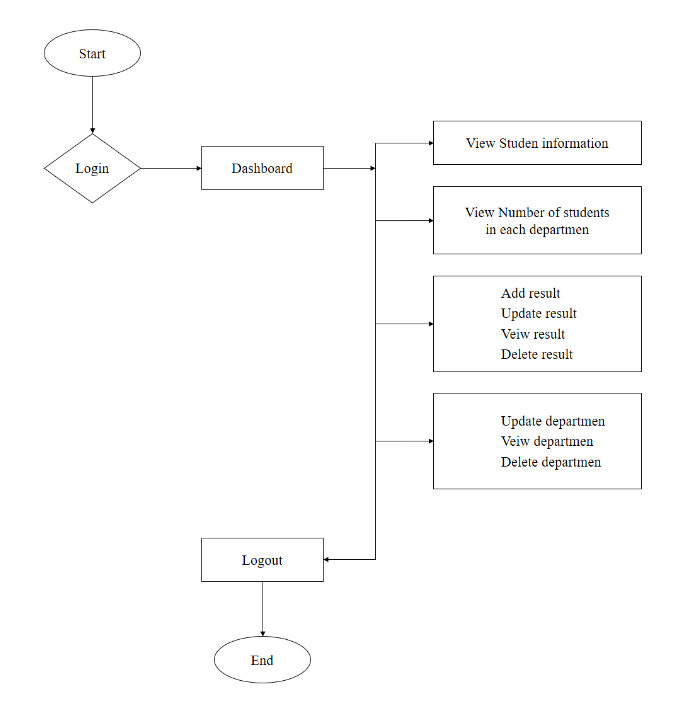 Start
Login
Dashboard
View Studen information
View Number of students
in each departmen
Add result
Update result
Veiw result
Delete result
Update departmen
Veiw departmen
Delete departmen
Logout
End